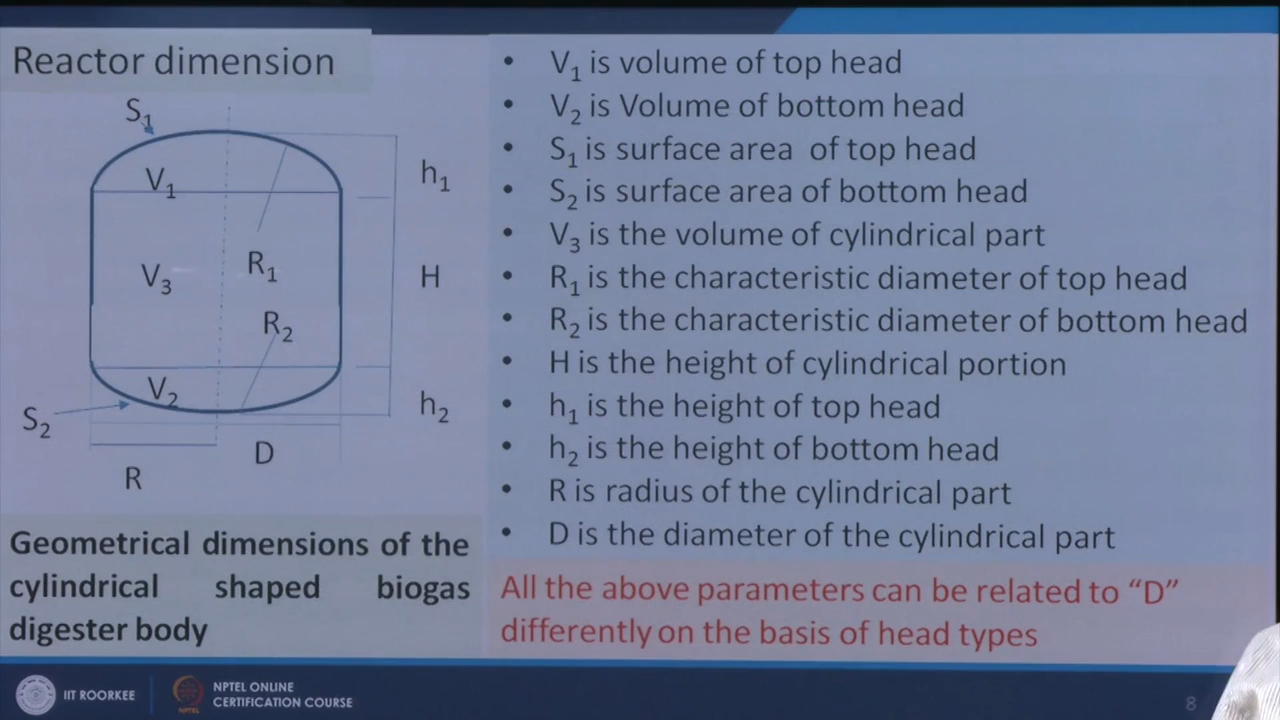 Reactor dimension
S₁
V₁
h₁
V₃
R₁
H
R₂
V₂
h₂
S₂
D
R
Geometrical dimensions of the
cylindrical shaped biogas
digester body
• V₁ is volume of top head
• V₂ is Volume of bottom head
• S₁ is surface area of top head
• S₂ is surface area of bottom head
• V₃ is the volume of cylindrical part
• R₁ is the characteristic diameter of top head
• R₂ is the characteristic diameter of bottom head
• H is the height of cylindrical portion
• h₁ is the height of top head
• h₂ is the height of bottom head
• R is radius of the cylindrical part
• D is the diameter of the cylindrical part
All the above parameters can be related to “D”
differently on the basis of head types
IIT ROORKEE
NPTEL ONLINE
CERTIFICATION COURSE
8